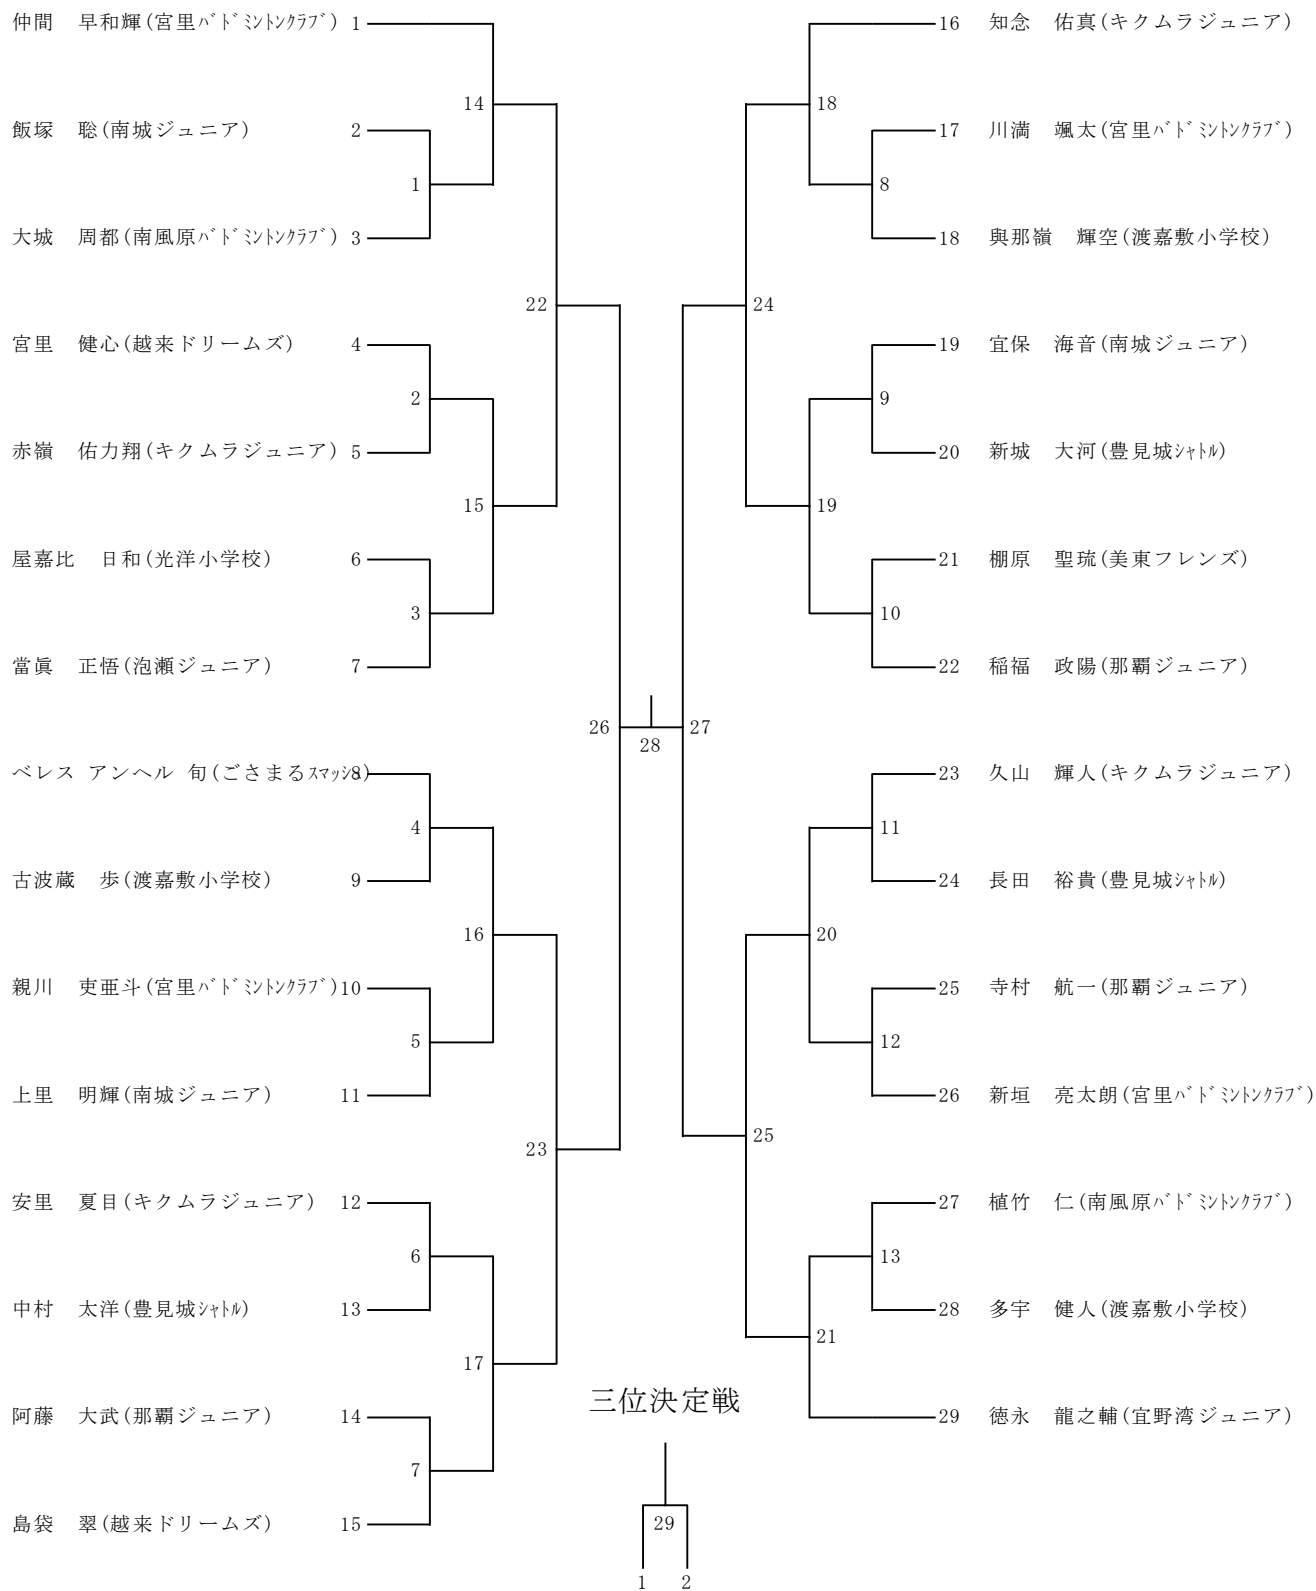 仲間　早和輝(宮里ﾊﾞﾄﾞﾐﾝﾄﾝｸﾗﾌﾞ) 1
14
飯塚　聡(南城ジュニア) 2
1
大城　周都(南風原ﾊﾞﾄﾞﾐﾝﾄﾝｸﾗﾌﾞ) 3
22
宮里　健心(越来ドリームズ) 4
2
赤嶺　佑力翔(キクムラジュニア) 5
15
屋嘉比　日和(光洋小学校) 6
3
當眞　正悟(泡瀬ジュニア) 7
26
ベレス アンヘル 旬(ごさまるｽﾏｯｼｭ) 8
4
古波蔵　歩(渡嘉敷小学校) 9
16
親川　吏亜斗(宮里ﾊﾞﾄﾞﾐﾝﾄﾝｸﾗﾌﾞ) 10
5
上里　明輝(南城ジュニア) 11
23
安里　夏目(キクムラジュニア) 12
6
中村　太洋(豊見城ｼｬﾄﾙ) 13
17
阿藤　大武(那覇ジュニア) 14
7
島袋　翠(越来ドリームズ) 15
28
16 知念　佑真(キクムラジュニア)
18
17 川満　颯太(宮里ﾊﾞﾄﾞﾐﾝﾄﾝｸﾗﾌﾞ)
8
18 與那嶺　輝空(渡嘉敷小学校)
24
19 宜保　海音(南城ジュニア)
9
20 新城　大河(豊見城ｼｬﾄﾙ)
19
21 棚原　聖琉(美東フレンズ)
10
22 稲福　政陽(那覇ジュニア)
27
23 久山　輝人(キクムラジュニア)
11
24 長田　裕貴(豊見城ｼｬﾄﾙ)
20
25 寺村　航一(那覇ジュニア)
12
26 新垣　亮太朗(宮里ﾊﾞﾄﾞﾐﾝﾄﾝｸﾗﾌﾞ)
25
27 植竹　仁(南風原ﾊﾞﾄﾞﾐﾝﾄﾝｸﾗﾌﾞ)
13
28 多宇　健人(渡嘉敷小学校)
21
29 徳永　龍之輔(宜野湾ジュニア)
三位決定戦
29
1 2